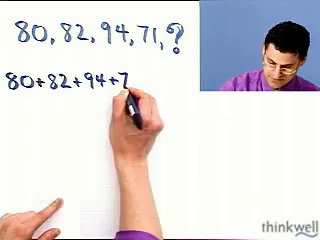 80, 82, 94, 71, ?
80+82+94+7
thinkwell